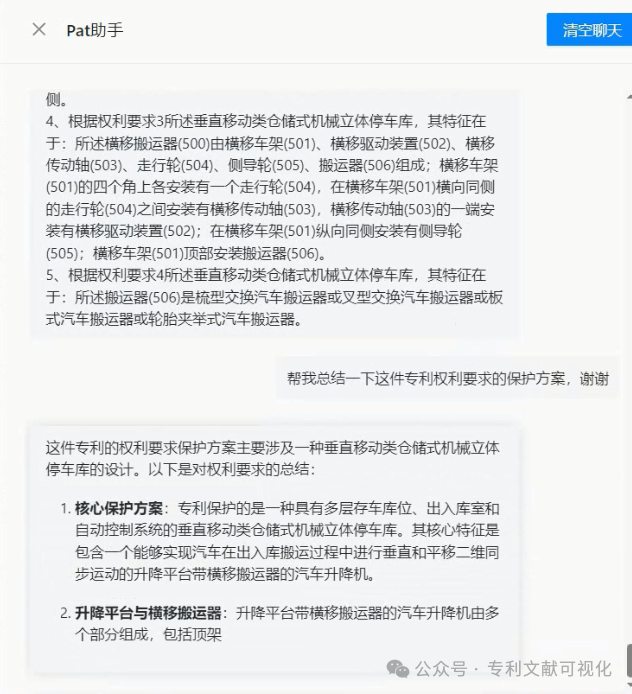 Pat助手
清空聊天
侧。
4、根据权利要求3所述垂直移动类仓储式机械立体停车库，其特征在
于：所述横移搬运器(500)由横移车架(501)、横移驱动装置(502)、横移
传动轴(503)、走行轮(504)、侧导轮(505)、搬运器(506)组成；横移车架
(501)的四个角上各安装有一个走行轮(504)，在横移车架(501)横向同侧
的走行轮(504)之间安装有横移传动轴(503)，横移传动轴(503)的一端安
装有横移驱动装置(502)；在横移车架(501)纵向同侧安装有侧导轮
(505)；横移车架(501)顶部安装搬运器(506)。
5、根据权利要求4所述垂直移动类仓储式机械立体停车库，其特征在
于：所述搬运器(506)是梳型交换汽车搬运器或叉型交换汽车搬运器或板
式汽车搬运器或轮胎夹举式汽车搬运器。
帮我总结一下这件专利权利要求的保护方案，谢谢
这件专利的权利要求保护方案主要涉及一种垂直移动类仓储式机械立体
停车库的设计。以下是对权利要求的总结：
1. 核心保护方案：专利保护的是一种具有多层存车库位、出入库室和
自动控制系统的垂直移动类仓储式机械立体停车库。其核心特征是
包含一个能够实现汽车在出入库搬运过程中进行垂直和平移二维同
步运动的升降平台带横移搬运器的汽车升降机。
2. 升降平台与横移搬运器：升降平台带横移搬运器的汽车升降机由多
个部分组成，包括顶架
公众号 · 专利文献可视化